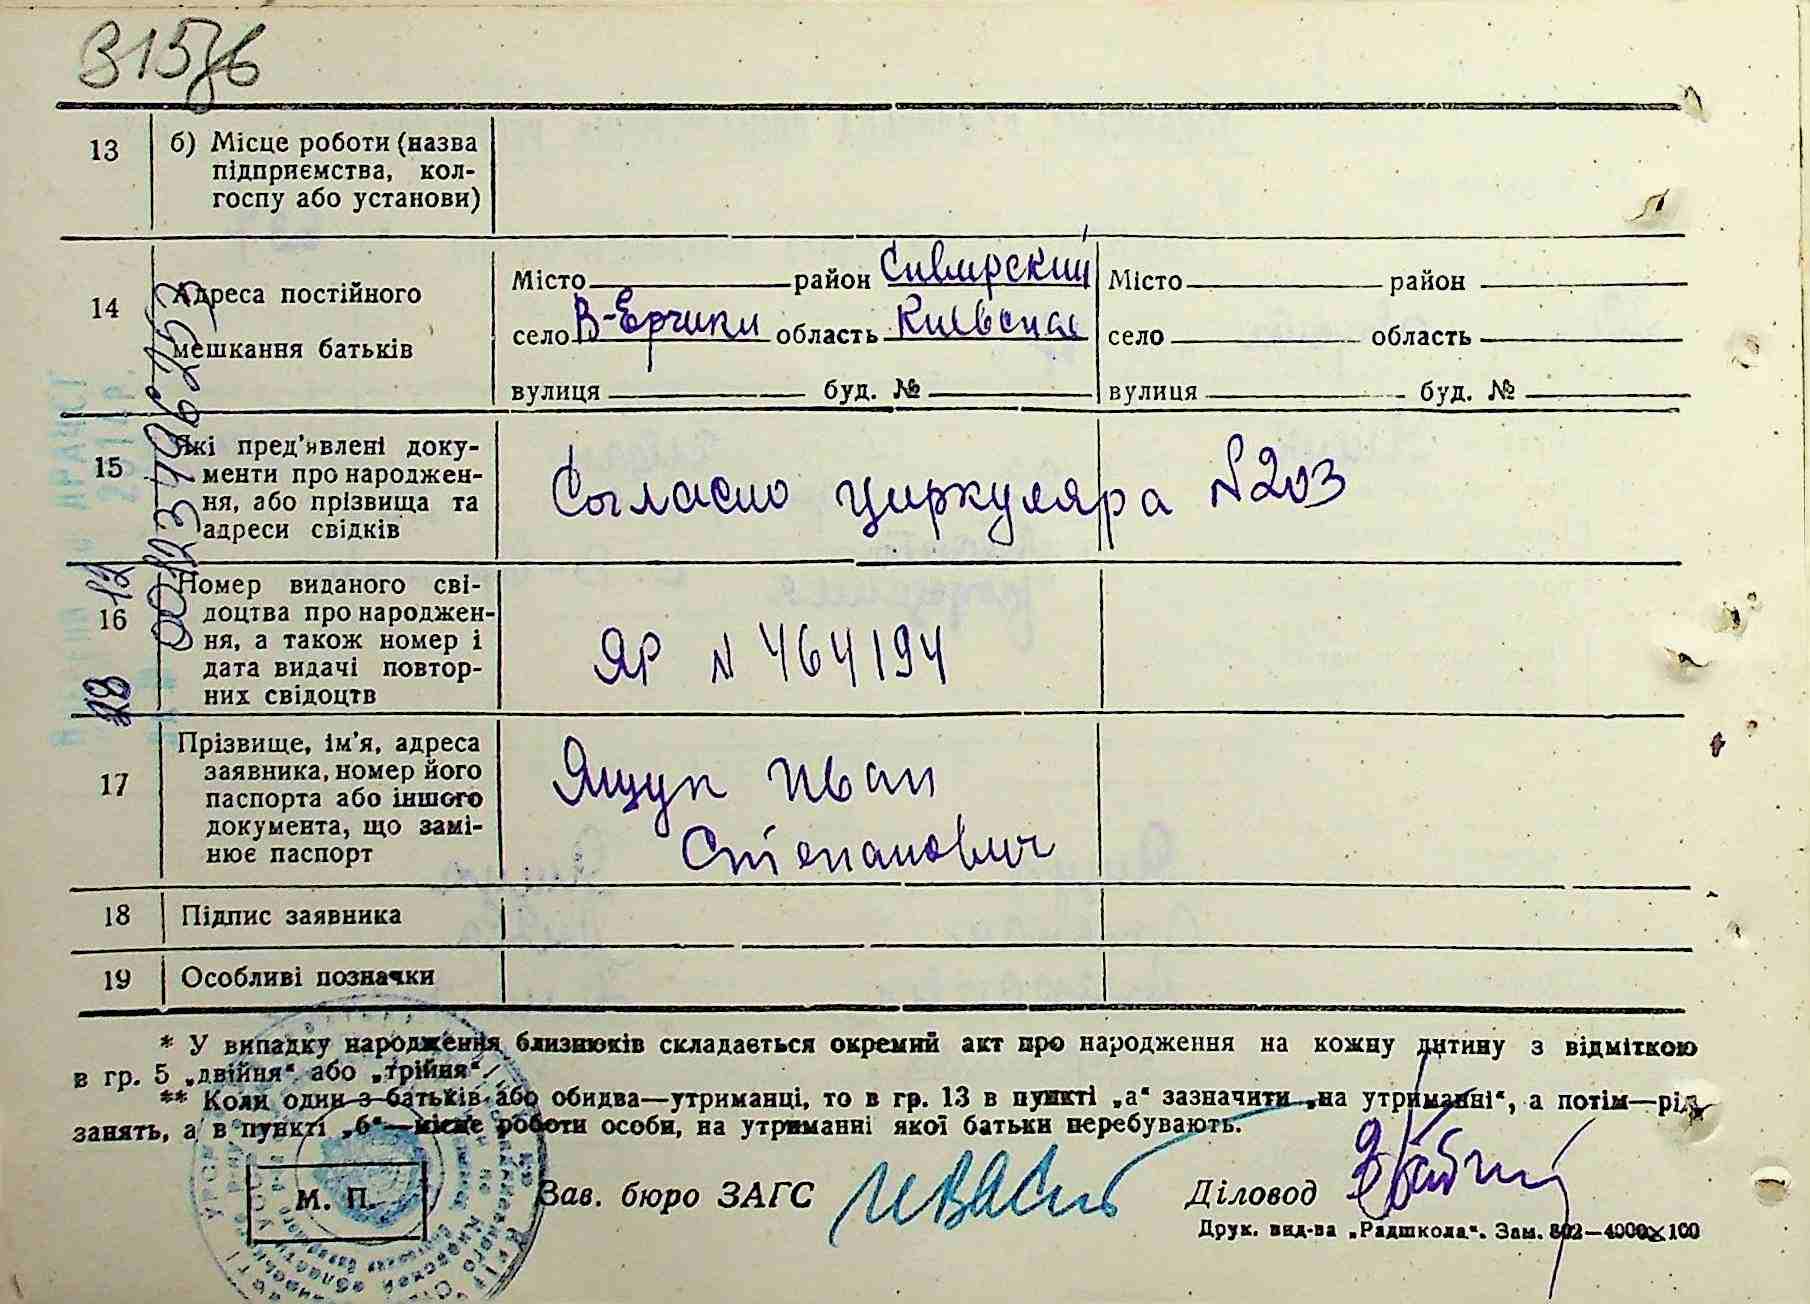 315зв
13
б) Місце роботи (назва
підприємства, кол-
госпу або установи)
14
Адреса постійного
мешкання батьків
Місто район Сквирский
село В-Ерчики область Киевская
вулиця буд. №
Місто район
село область
вулиця буд. №
00123496253
15
Які пред'явлені доку-
менти про народжен-
ня, або прізвища та
адреси свідків
Согласно циркуляра N203
16
Номер виданого сві-
доцтва про народжен-
ня, а також номер і
дата видачі повтор-
них свідоцтв
ЯР N 464194
17
Прізвище, ім'я, адреса
заявника, номер його
паспорта або іншого
документа, що замі-
нює паспорт
Ящук Иван
Степанович
18
Підпис заявника
19
Особливі позначки
* У випадку народження близнюків складається окремий акт про народження на кожну дитину з відміткою
в гр. 5 „двійня“ або „трійня“.
** Коли один з батьків або обидва—утриманці, то в гр. 13 в пункті „а“ зазначити „на утриманні“, а потім—рід
занять, а в пункті „б“—місце роботи особи, на утриманні якої батьки перебувають.
М. П.
Зав. бюро ЗАГС
Діловод
Друк. вид-ва „Радшкола“. Зам. 802—4000×100